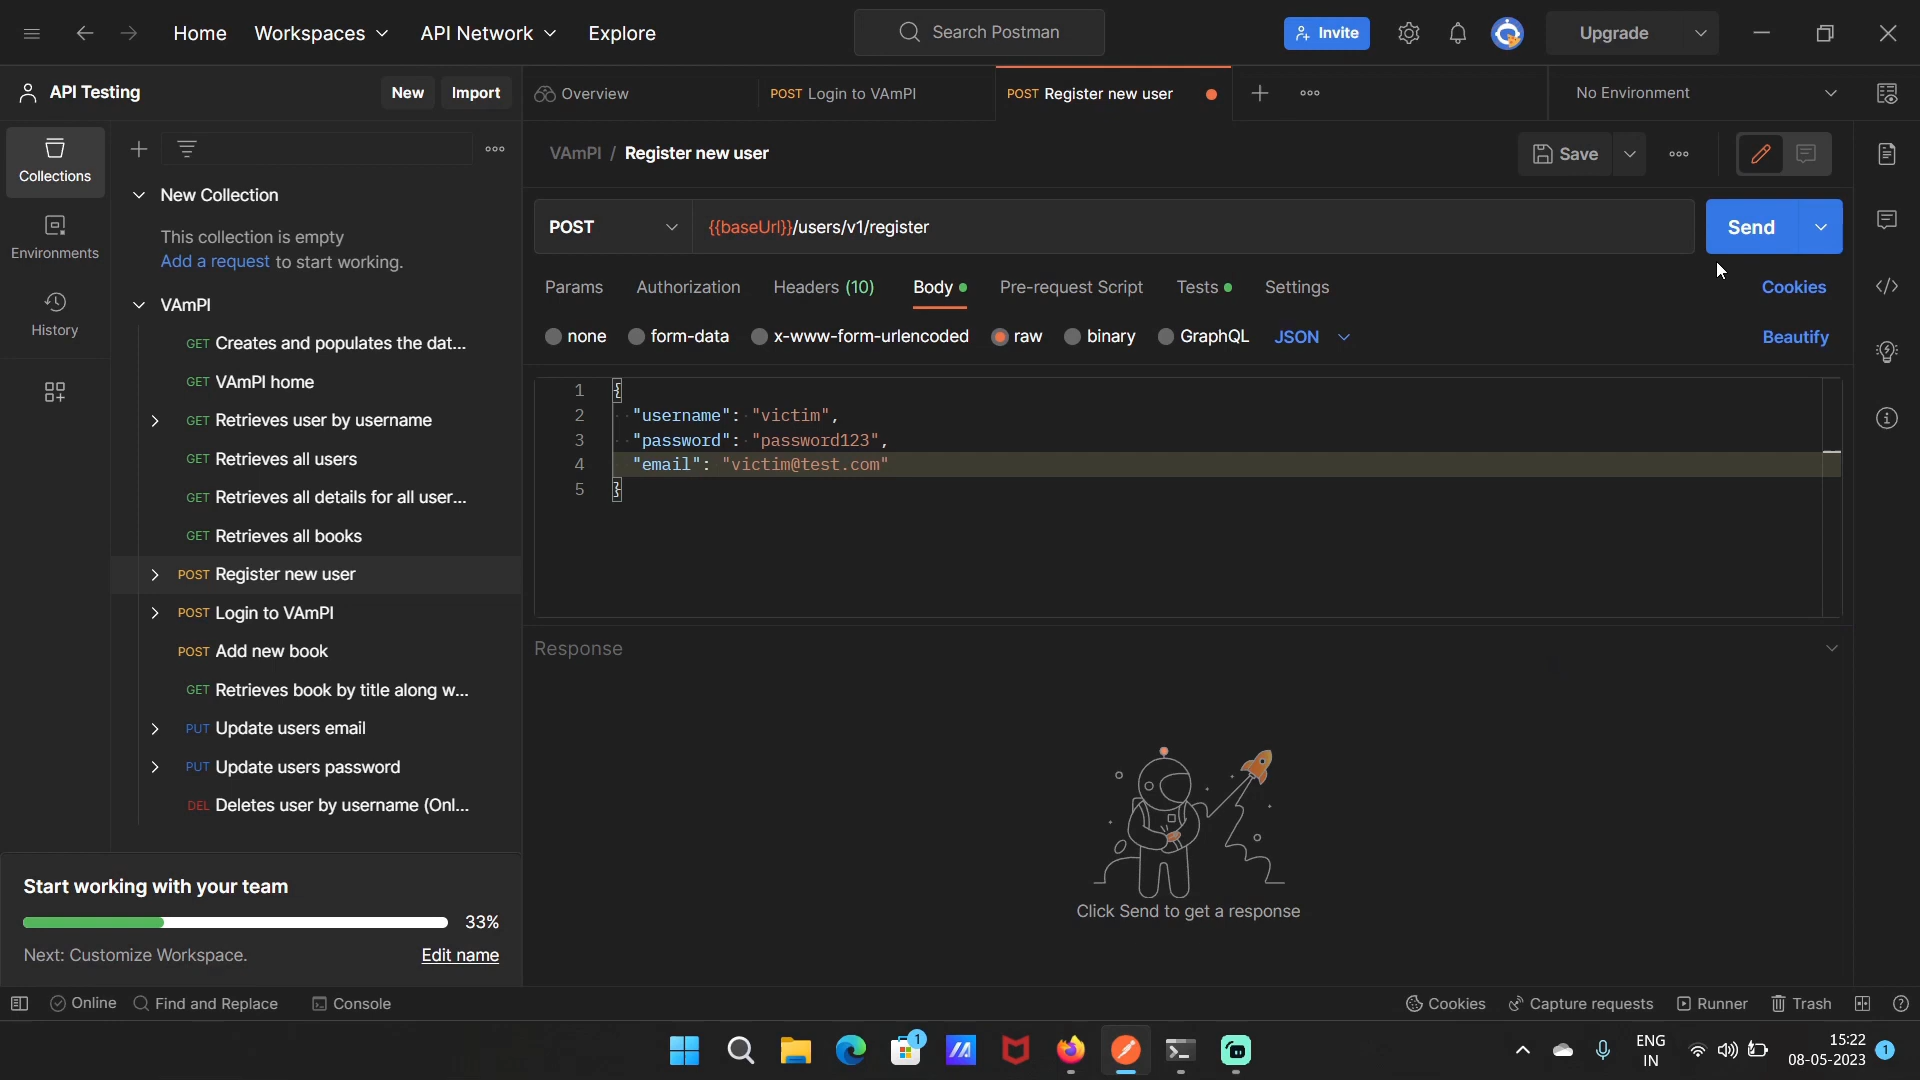 Home
Workspaces
API Network
Explore
Search Postman
Invite
Upgrade
API Testing
New
Import
Overview
POST Login to VAmPI
POST Register new user
No Environment
Collections
Environments
History
New Collection
This collection is empty
Add a request to start working.
VAmPI
GET Creates and populates the dat...
GET VAmPI home
GET Retrieves user by username
GET Retrieves all users
GET Retrieves all details for all user...
GET Retrieves all books
POST Register new user
POST Login to VAmPI
POST Add new book
GET Retrieves book by title along w...
PUT Update users email
PUT Update users password
DEL Deletes user by username (Onl...
Start working with your team
33%
Next: Customize Workspace.
Edit name
VAmPI / Register new user
Save
POST
{{baseUrl}}/users/v1/register
Send
Params
Authorization
Headers (10)
Body
Pre-request Script
Tests
Settings
Cookies
none
form-data
x-www-form-urlencoded
raw
binary
GraphQL
JSON
Beautify
1 {
2 "username": "victim",
3 "password": "password123",
4 "email": "victim@test.com"
5 }
Response
Click Send to get a response
Online
Find and Replace
Console
Cookies
Capture requests
Runner
Trash
1
ENG
IN
15:22
08-05-2023
1